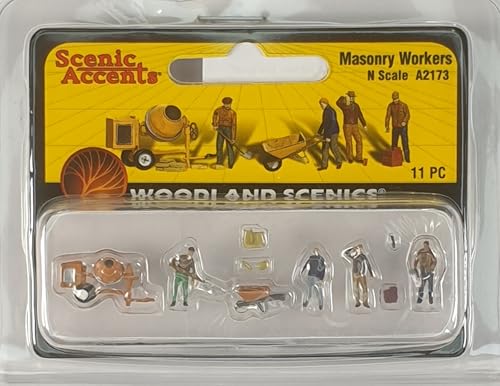 Scenic
Accents®
Masonry Workers
N Scale A2173
11 PC
WOODLAND SCENICS®